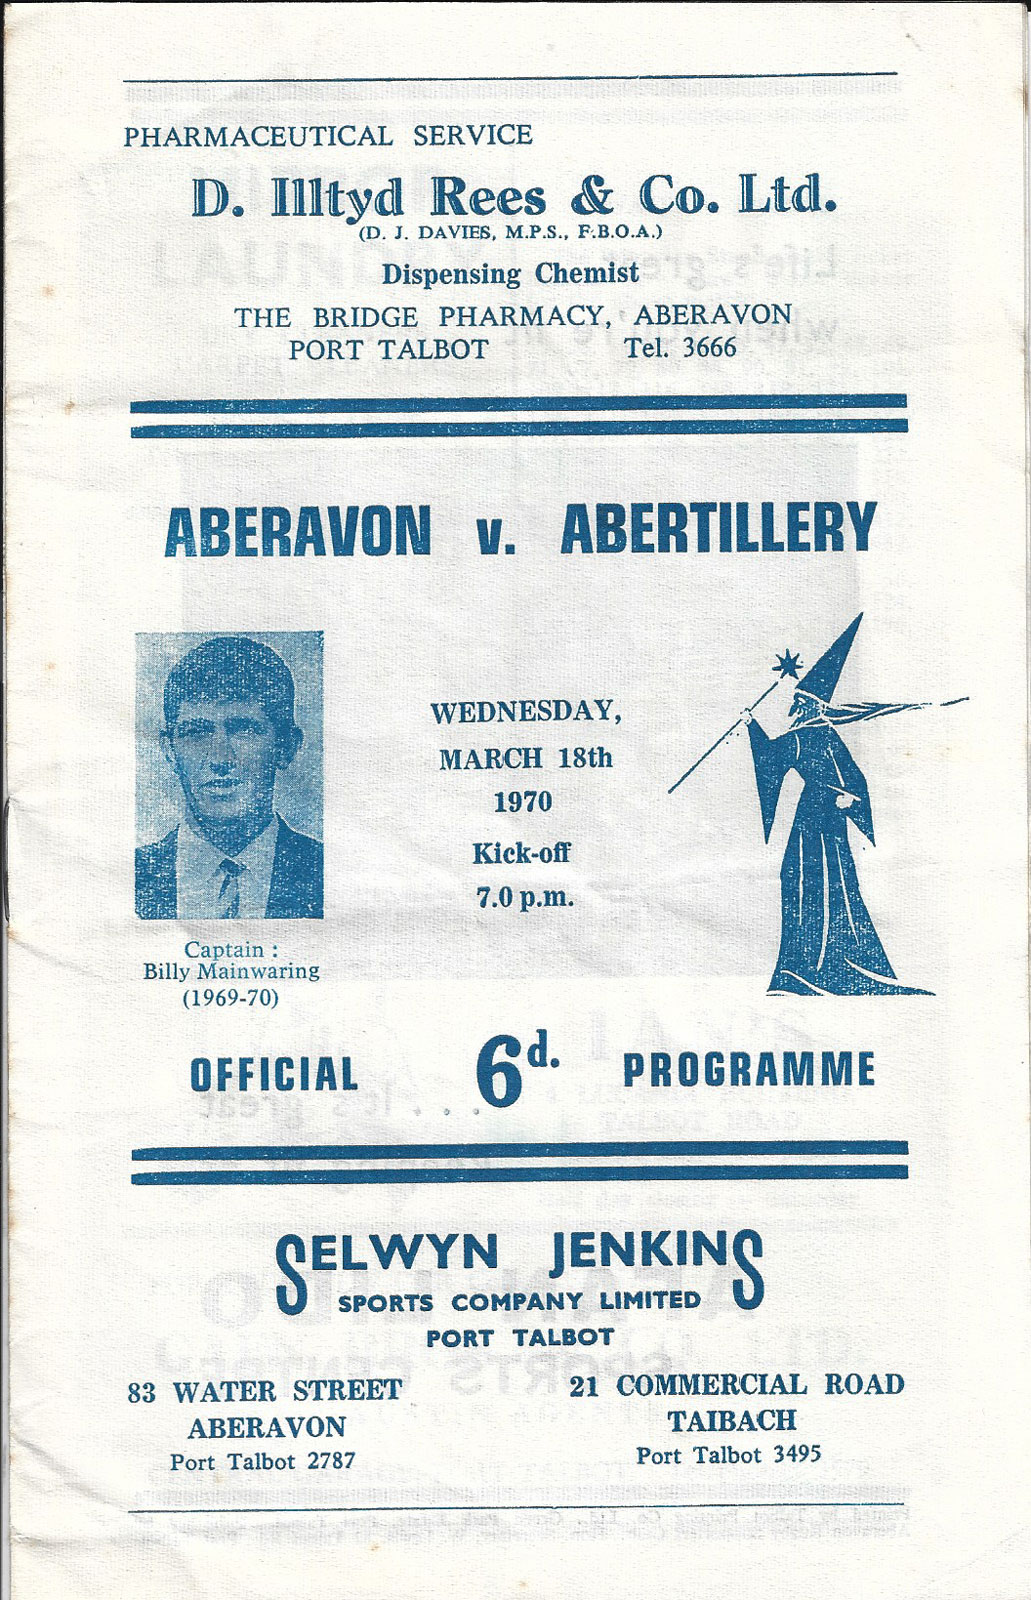 PHARMACEUTICAL SERVICE
D. Illtyd Rees & Co. Ltd.
(D. J. DAVIES, M.P.S., F.B.O.A.)
Dispensing Chemist
THE BRIDGE PHARMACY, ABERAVON
PORT TALBOT Tel. 3666
ABERAVON v. ABERTILLERY
WEDNESDAY,
MARCH 18th
1970
Kick-off
7.0 p.m.
Captain :
Billy Mainwaring
(1969-70)
OFFICIAL 6d. PROGRAMME
SELWYN JENKINS
SPORTS COMPANY LIMITED
PORT TALBOT
83 WATER STREET
ABERAVON
Port Talbot 2787
21 COMMERCIAL ROAD
TAIBACH
Port Talbot 3495